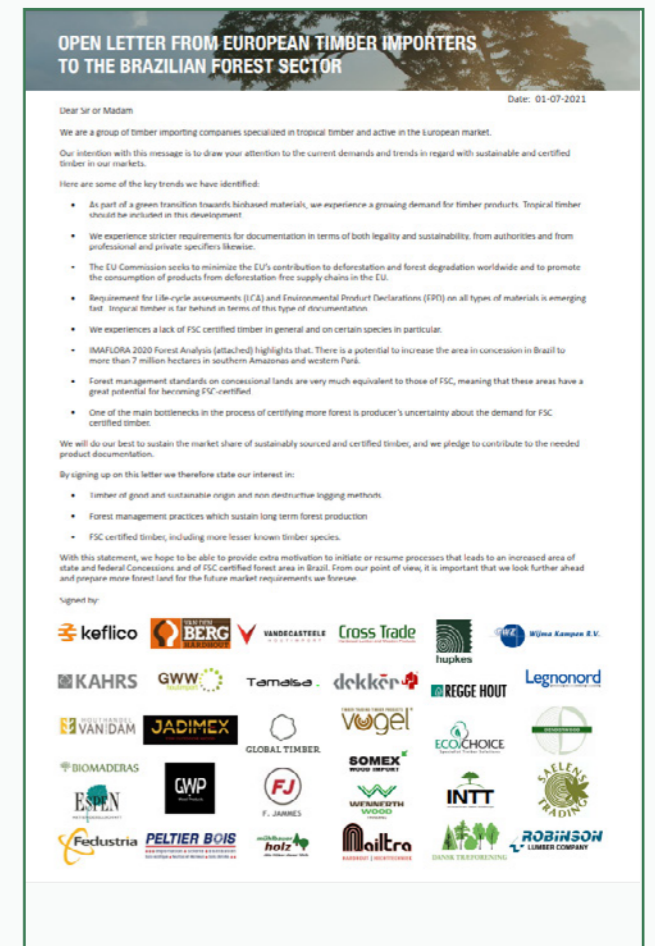 OPEN LETTER FROM EUROPEAN TIMBER IMPORTERS
TO THE BRAZILIAN FOREST SECTOR
Date: 01-07-2021
Dear Sir or Madam
We are a group of timber importing companies specialized in tropical timber and active in the European market.
Our intention with this message is to draw your attention to the current demands and trends in regard with sustainable and certified
timber in our markets.
Here are some of the key trends we have identified:
• As part of a green transition towards biobased materials, we experience a growing demand for timber products. Tropical timber
should be included in this development
• We experience stricter requirements for documentation in terms of both legality and sustainability, from authorities and from
professional and private specifiers likewise.
• The EU Commission seeks to minimize the EU's contribution to deforestation and forest degradation worldwide and to promote
the consumption of products from deforestation-free supply chains in the EU.
• Requirement for Life-cycle assessments (LCA) and Environmental Product Declarations (EPD) on all types of materials is emerging
fast. Tropical timber is far behind in terms of this type of documentation.
• We experiences a lack of FSC certified timber in general and on certain species in particular.
• IMAFLORA 2020 Forest Analysis (attached) highlights that. There is a potential to increase the area in concession in Brazil to
more than 7 million hectares in southern Amazonas and western Pará.
• Forest management standards on concessional lands are very much equivalent to those of FSC, meaning that these areas have a
great potential for becoming FSC-certified.
• One of the main bottlenecks in the process of certifying more forest is producer's uncertainty about the demand for FSC
certified timber.
We will do our best to sustain the market share of sustainably sourced and certified timber, and we pledge to contribute to the needed
product documentation.
By signing up on this letter we therefore state our interest in:
• Timber of good and sustainable origin and non destructive logging methods
• Forest management practices which sustain long term forest production
• FSC certified timber, including more lesser known timber species.
With this statement, we hope to be able to provide extra motivation to initiate or resume processes that leads to an increased area of
state and federal Concessions and of FSC certified forest area in Brazil. From our point of view, it is important that we look further ahead
and prepare more forest land for the future market requirements we foresee.
Signed by:
keflico
VAN DEN
BERG
HARDHOUT
VANDECASTEELE
HOUTIMPORT
Cross Trade
hupkes
WZ Wijma Kampen B.V.
KAHRS
GWW
houtimport
Tamalsa.
dekker
REGGE HOUT
Legnonord
HOUTHANDEL
VAN DAM
JADIMEX
GLOBAL TIMBER
vogel
ECOCHOICE
BIOMADERAS
ESPEN
GWP
FJ
F. JAMMES
SOMEX
WOOD IMPORT
WENNERTH
WOOD
INTT
SAELENS
TRADING
Fedustria
PELTIER BOIS
mühlbauer
holz
Mailtra
DANSK TRÆFORENING
ROBINSON
LUMBER COMPANY